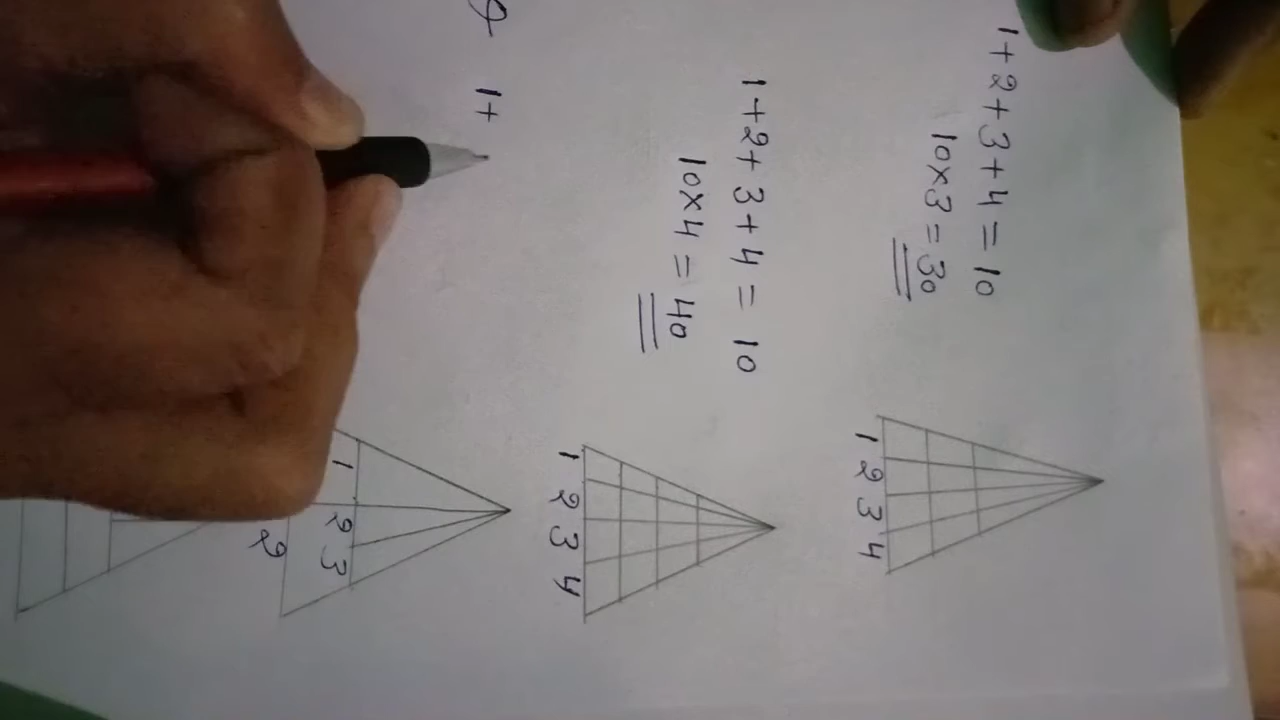 1+2+3+4=10
10×3=30
1 2 3 4
1+2+3+4=10
10×4=40
1 2 3 4
1+
1 2 3
2